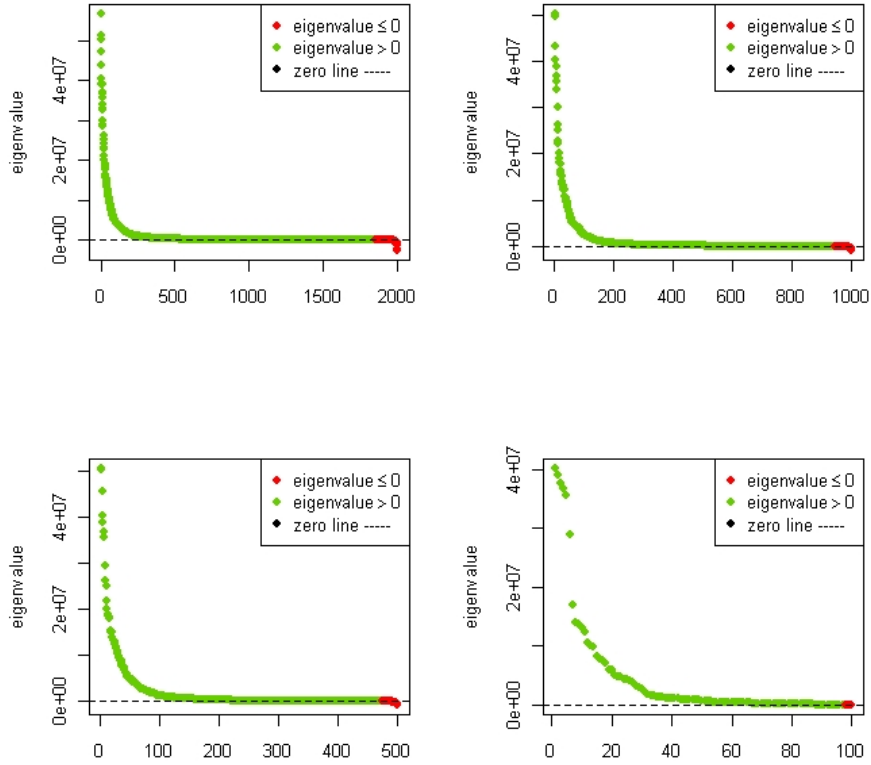 eigenvalue ≤ 0
eigenvalue > 0
zero line -----
eigenvalue
0e+00 2e+07 4e+07
0 500 1000 1500 2000
eigenvalue ≤ 0
eigenvalue > 0
zero line -----
eigenvalue
0e+00 2e+07 4e+07
0 200 400 600 800 1000
eigenvalue ≤ 0
eigenvalue > 0
zero line -----
eigenvalue
0e+00 2e+07 4e+07
0 100 200 300 400 500
eigenvalue ≤ 0
eigenvalue > 0
zero line -----
eigenvalue
0e+00 2e+07 4e+07
0 20 40 60 80 100